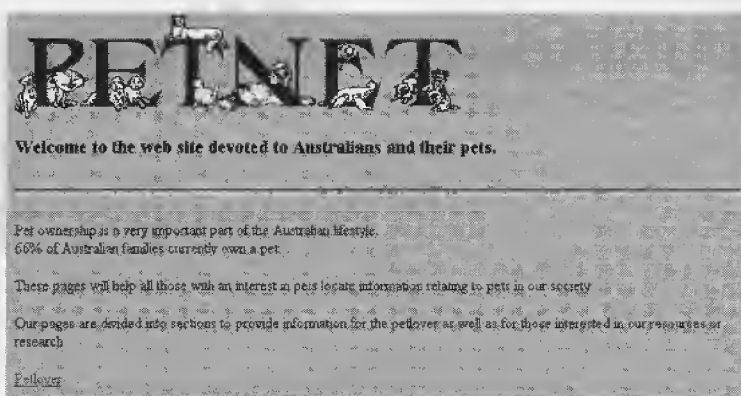 PETNET
Welcome to the web site devoted to Australians and their pets.
Pet ownership is a very important part of the Australian lifestyle.
66% of Australian families currently own a pet.
These pages will help all those with an interest in pets locate information relating to pets in our society
Our pages are divided into sections to provide information for the petlover as well as for those interested in our resources or
research
Petlover